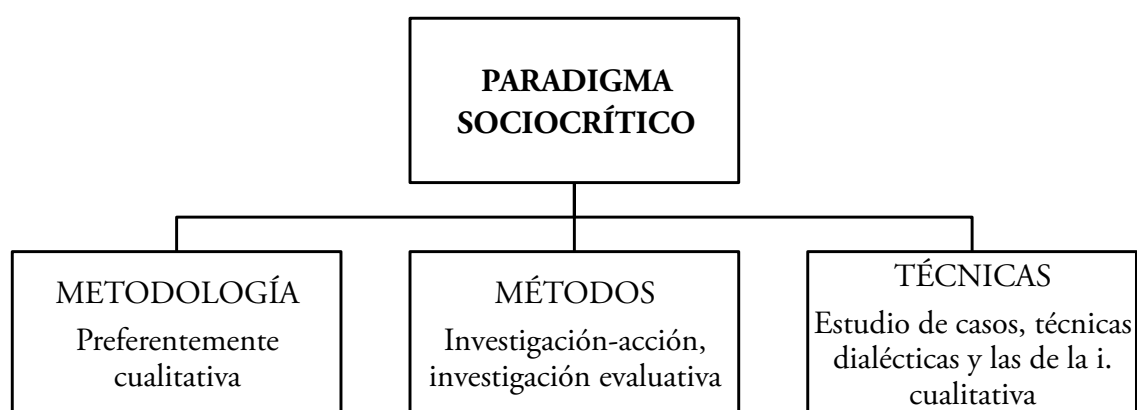 PARADIGMA
SOCIOCRÍTICO
METODOLOGÍA
Preferentemente
cualitativa
MÉTODOS
Investigación-acción,
investigación evaluativa
TÉCNICAS
Estudio de casos, técnicas
dialécticas y las de la i.
cualitativa